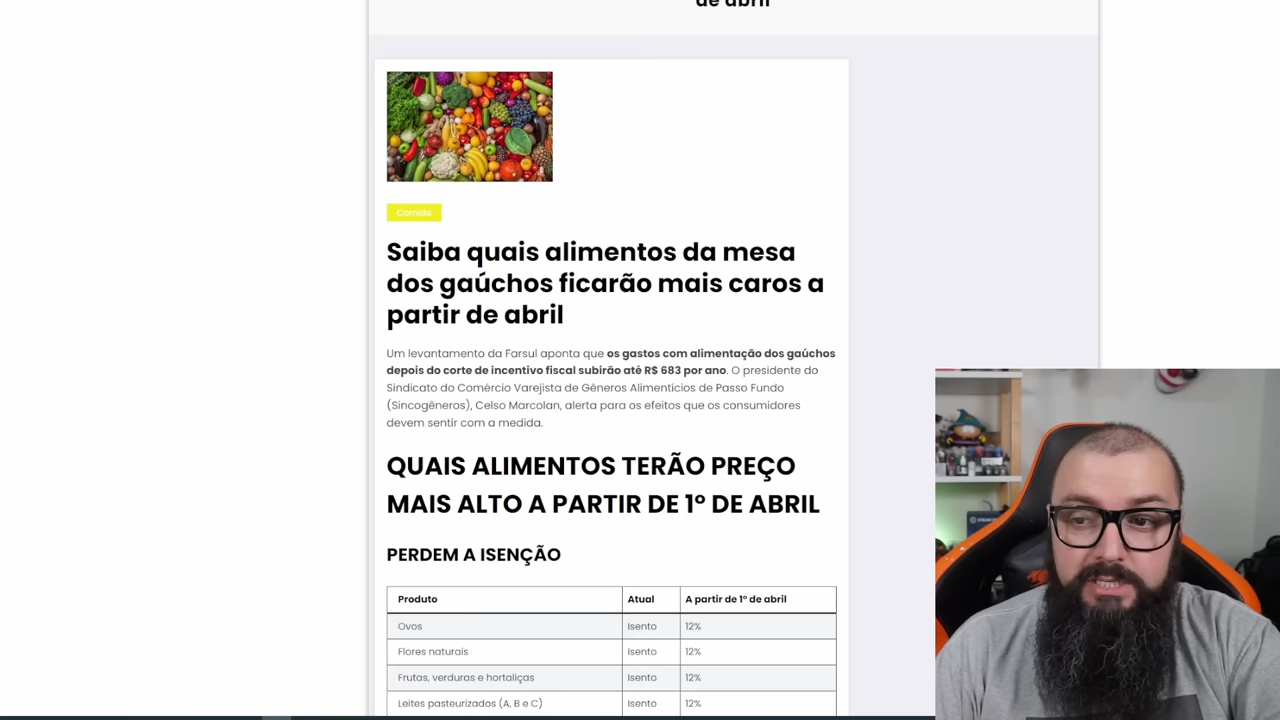 de abril
Comida
Saiba quais alimentos da mesa
dos gaúchos ficarão mais caros a
partir de abril
Um levantamento da Farsul aponta que os gastos com alimentação dos gaúchos
depois do corte de incentivo fiscal subirão até R$ 683 por ano. O presidente do
Sindicato do Comércio Varejista de Gêneros Alimentícios de Passo Fundo
(Sincogêneros), Celso Marcolan, alerta para os efeitos que os consumidores
devem sentir com a medida.
QUAIS ALIMENTOS TERÃO PREÇO
MAIS ALTO A PARTIR DE 1º DE ABRIL
PERDEM A ISENÇÃO
Produto Atual A partir de 1º de abril
Ovos Isento 12%
Flores naturais Isento 12%
Frutas, verduras e hortaliças Isento 12%
Leites pasteurizados (A, B e C) Isento 12%